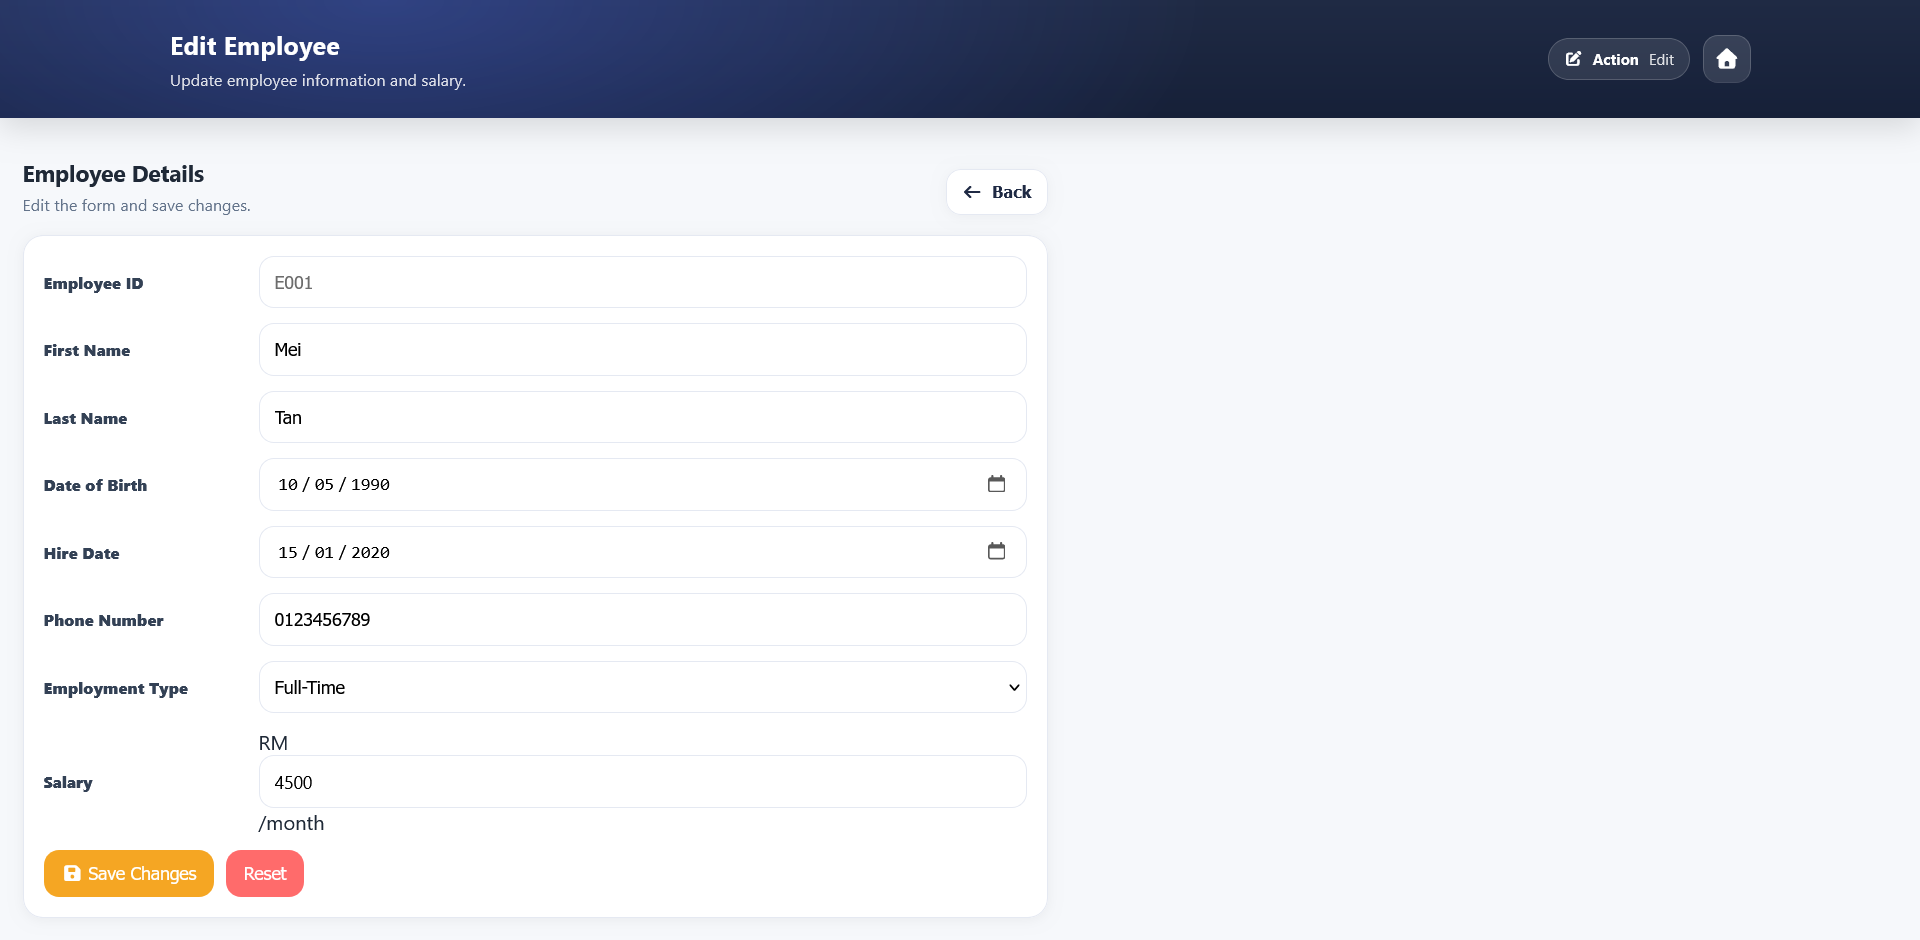 Edit Employee
Update employee information and salary.
Action Edit
Employee Details
Edit the form and save changes.
Back
Employee ID
E001
First Name
Mei
Last Name
Tan
Date of Birth
10 / 05 / 1990
Hire Date
15 / 01 / 2020
Phone Number
0123456789
Employment Type
Full-Time
RM
Salary
4500
/month
Save Changes
Reset